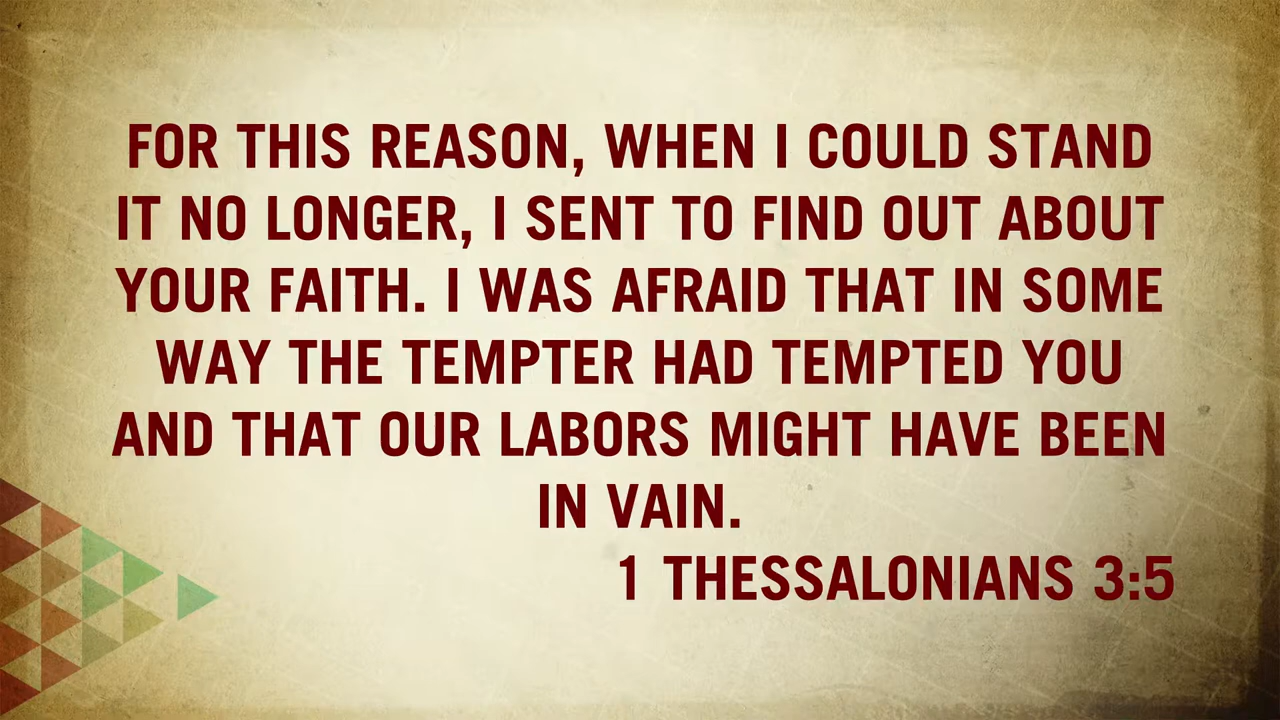 FOR THIS REASON, WHEN I COULD STAND
IT NO LONGER, I SENT TO FIND OUT ABOUT
YOUR FAITH. I WAS AFRAID THAT IN SOME
WAY THE TEMPTER HAD TEMPTED YOU
AND THAT OUR LABORS MIGHT HAVE BEEN
IN VAIN.
1 THESSALONIANS 3:5